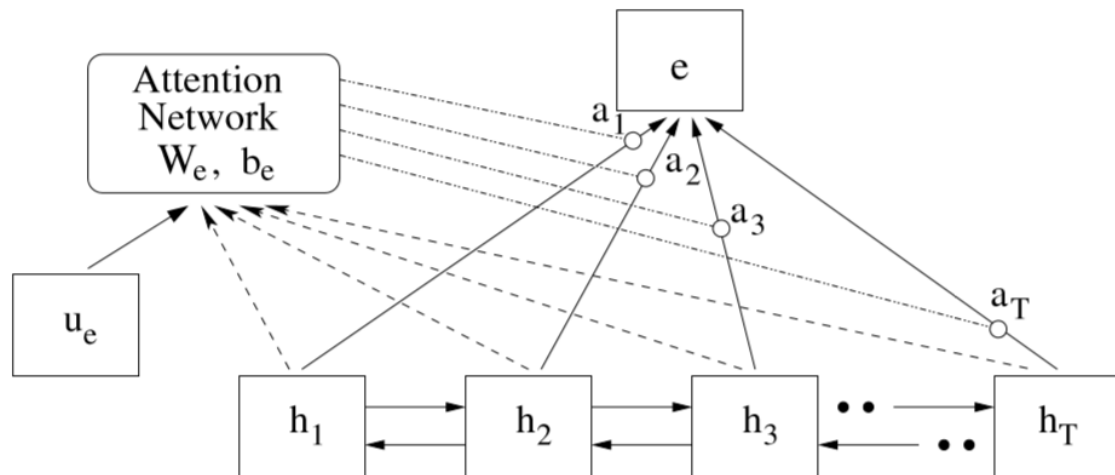 e
Attention
Network
W_e, b_e
a_1
a_2
a_3
a_T
u_e
h_1
h_2
h_3
h_T